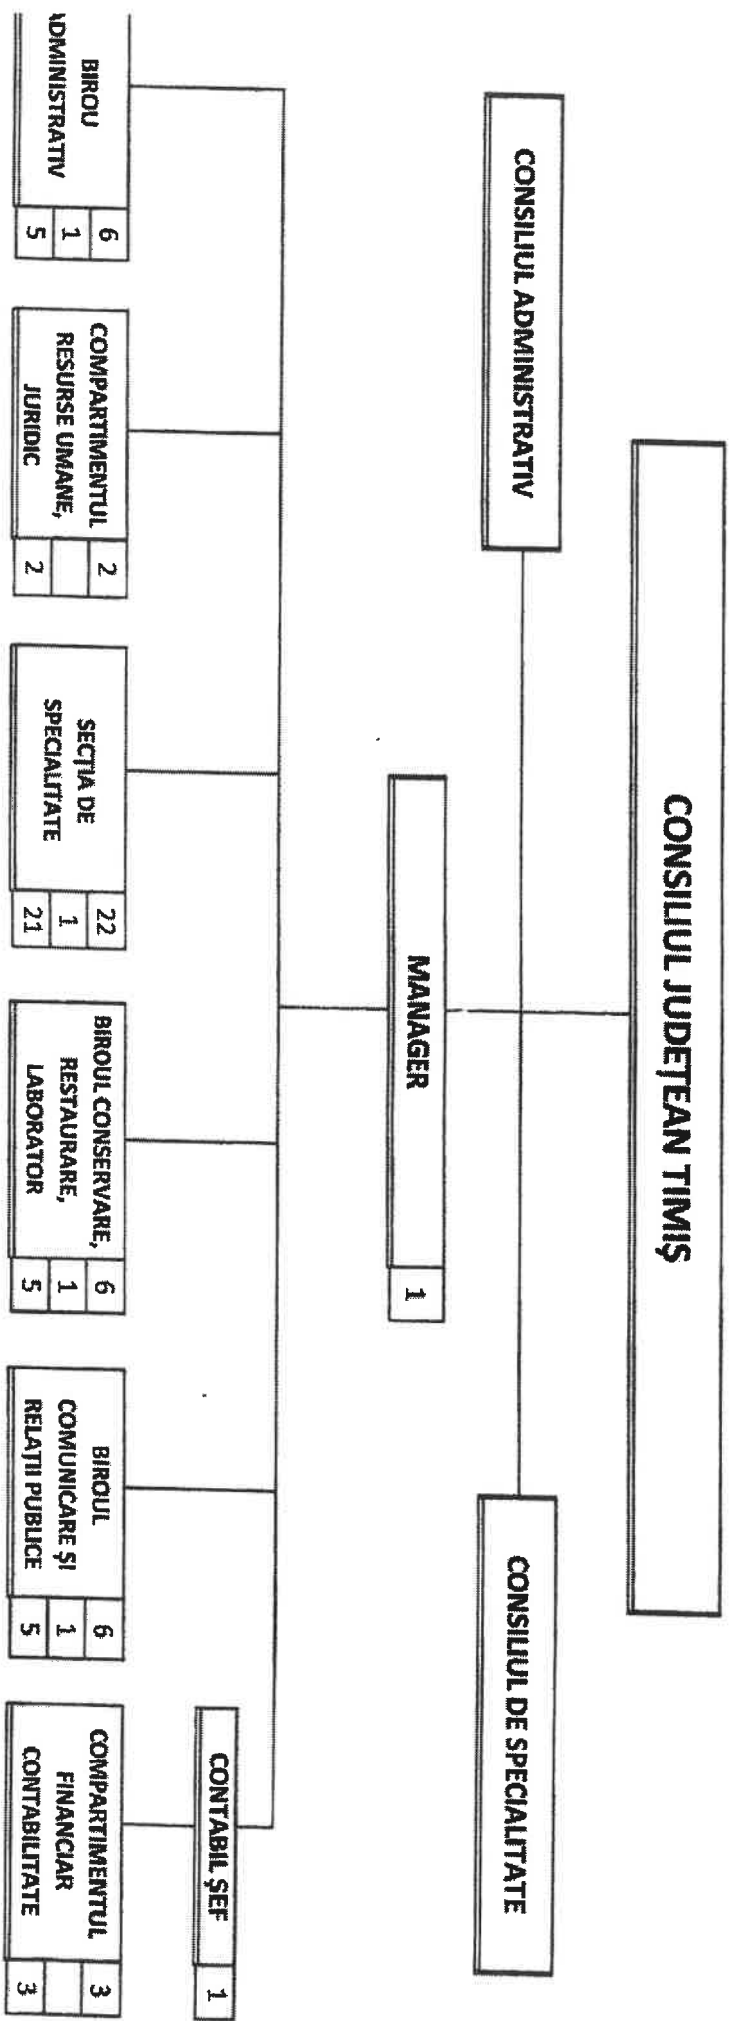 CONSILIUL JUDEȚEAN TIMIȘ
CONSILIUL ADMINISTRATIV
CONSILIUL DE SPECIALITATE
MANAGER
1
CONTABIL ȘEF
1
BIROU
ADMINISTRATIV
6
1
5
COMPARTIMENTUL
RESURSE UMANE,
JURIDIC
2
2
SECȚIA DE
SPECIALITATE
22
1
21
BIROUL CONSERVARE,
RESTAURARE,
LABORATOR
6
1
5
BIROUL
COMUNICARE ȘI
RELAȚII PUBLICE
6
1
5
COMPARTIMENTUL
FINANCIAR
CONTABILITATE
3
3